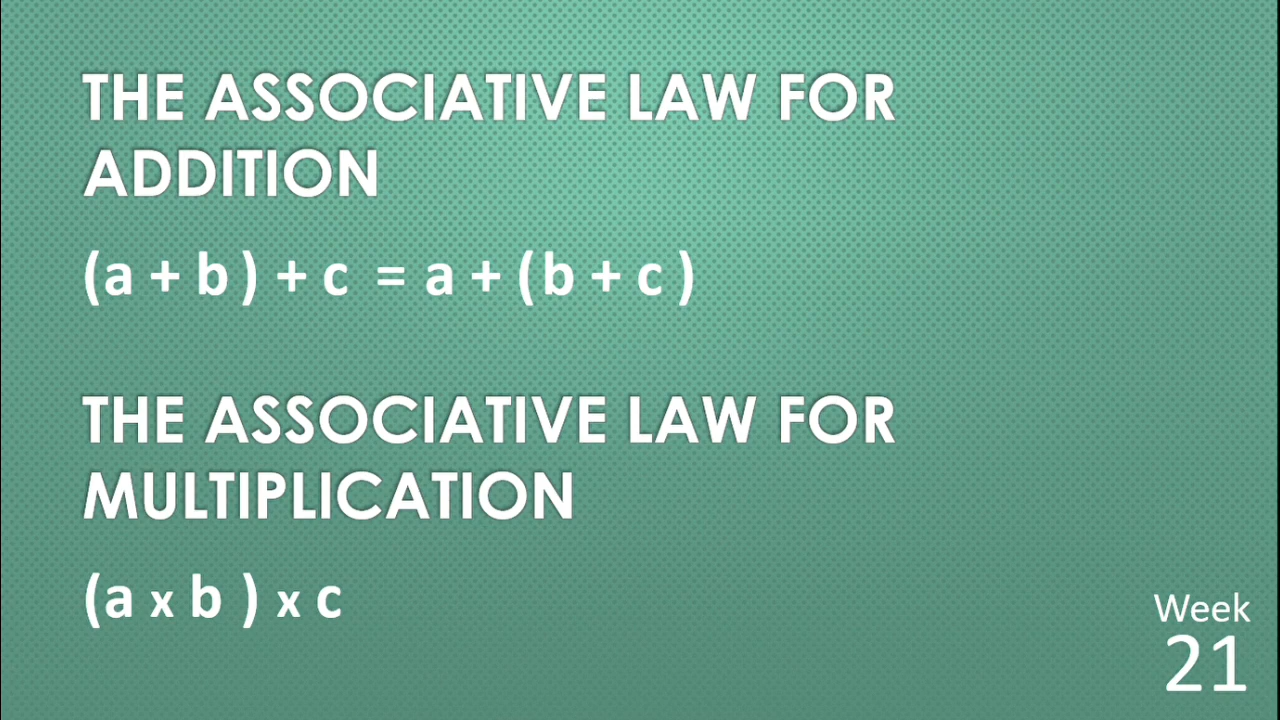 THE ASSOCIATIVE LAW FOR
ADDITION
(a + b ) + c = a + ( b + c )
THE ASSOCIATIVE LAW FOR
MULTIPLICATION
(a x b ) x c
Week
21